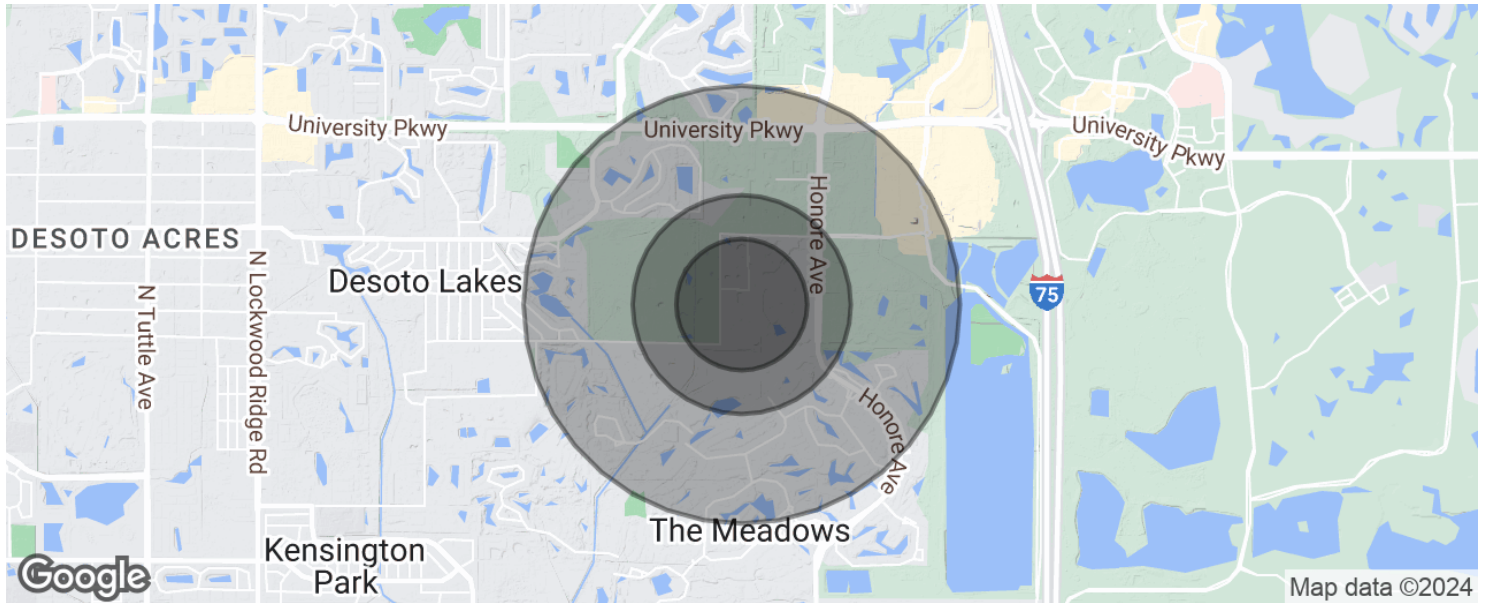 University Pkwy
University Pkwy
University Pkwy
DESOTO ACRES
Honore Ave
N Lockwood Ridge Rd
Desoto Lakes
75
N Tuttle Ave
Honore Ave
The Meadows
Kensington
Park
Google
Map data ©2024